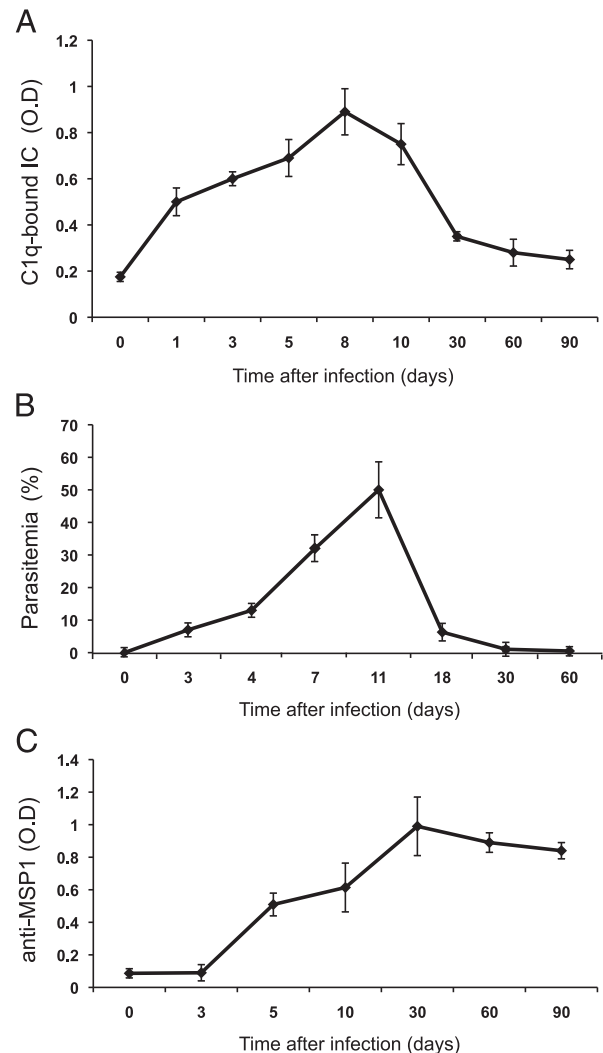 A
C1q-bound IC (O.D)
1.2
1
0.8
0.6
0.4
0.2
0
0 1 3 5 8 10 30 60 90
Time after infection (days)
B
Parasitemia (%)
70
60
50
40
30
20
10
0
0 3 4 7 11 18 30 60
Time after infection (days)
C
anti-MSP1 (O.D)
1.4
1.2
1
0.8
0.6
0.4
0.2
0
0 3 5 10 30 60 90
Time after infection (days)